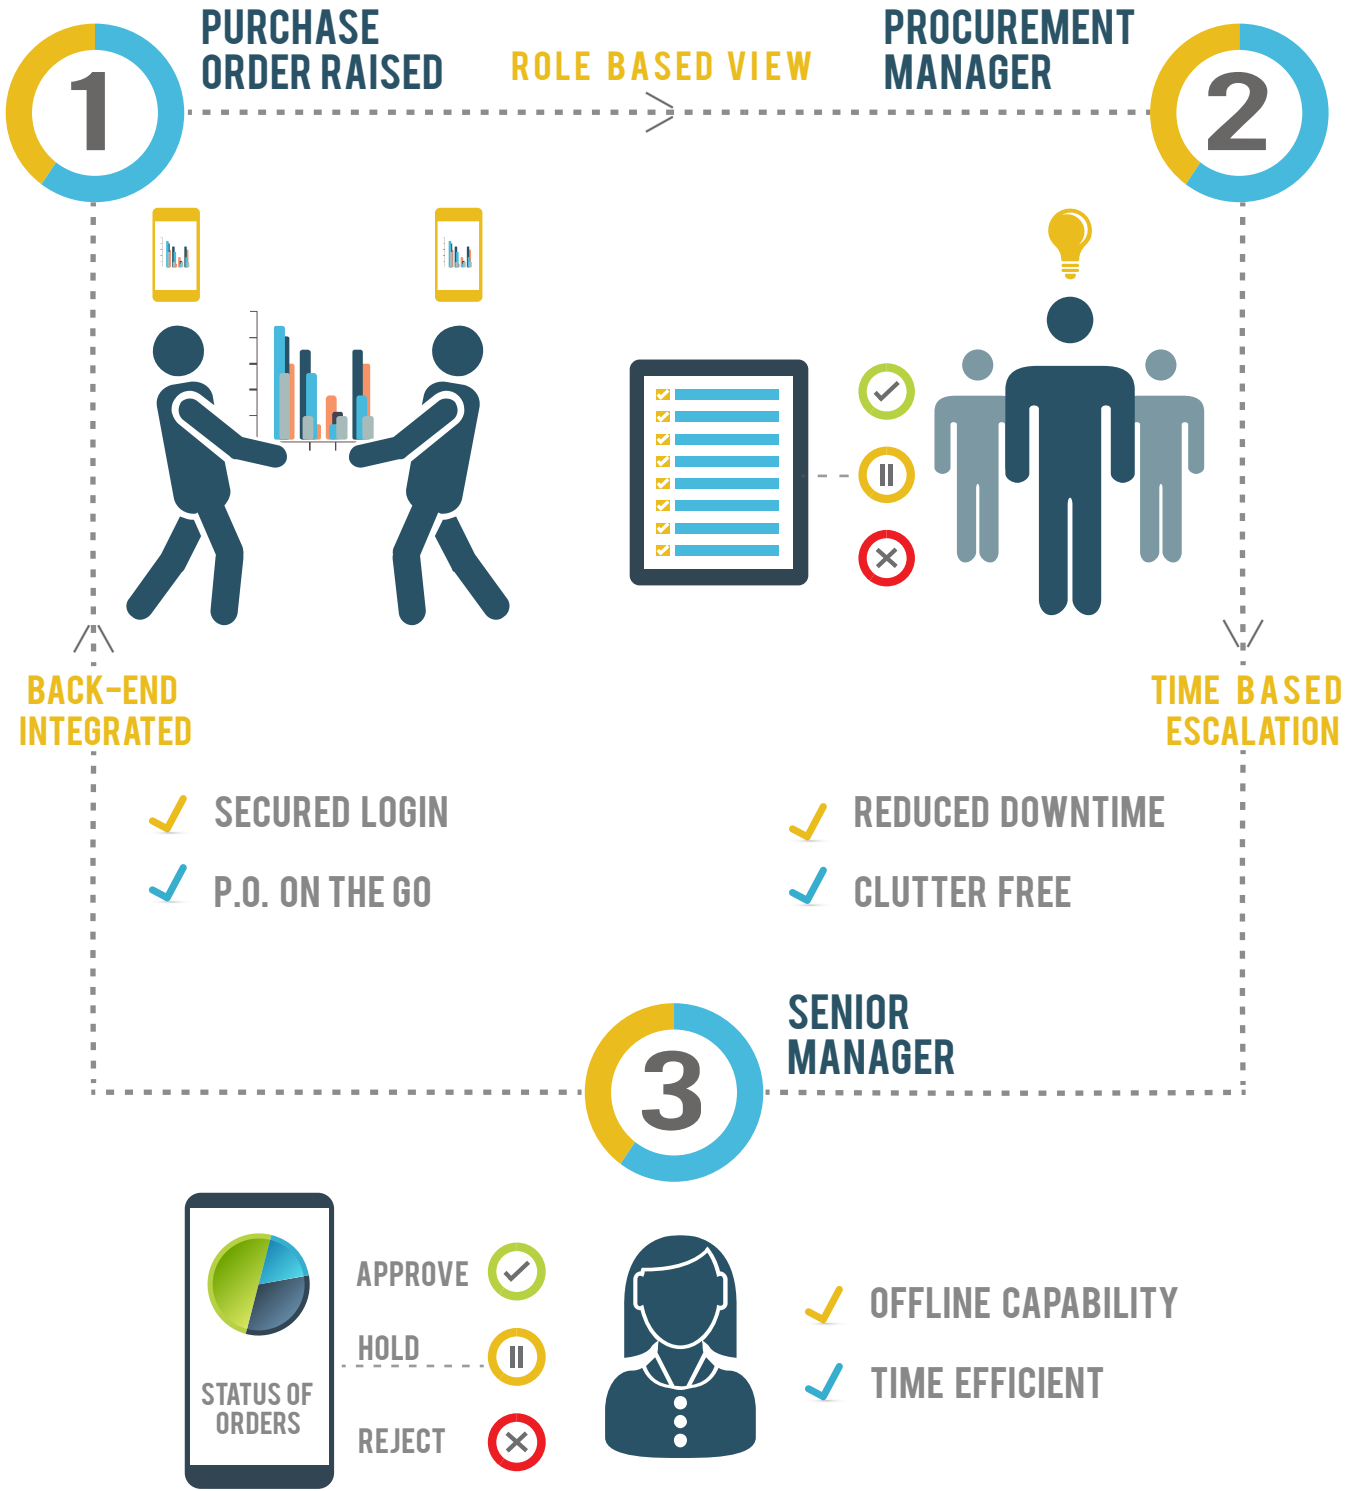 1
PURCHASE
ORDER RAISED
ROLE BASED VIEW
PROCUREMENT
MANAGER
2
BACK-END
INTEGRATED
TIME BASED
ESCALATION
SECURED LOGIN
P.O. ON THE GO
REDUCED DOWNTIME
CLUTTER FREE
3
SENIOR
MANAGER
STATUS OF
ORDERS
APPROVE
HOLD
REJECT
OFFLINE CAPABILITY
TIME EFFICIENT